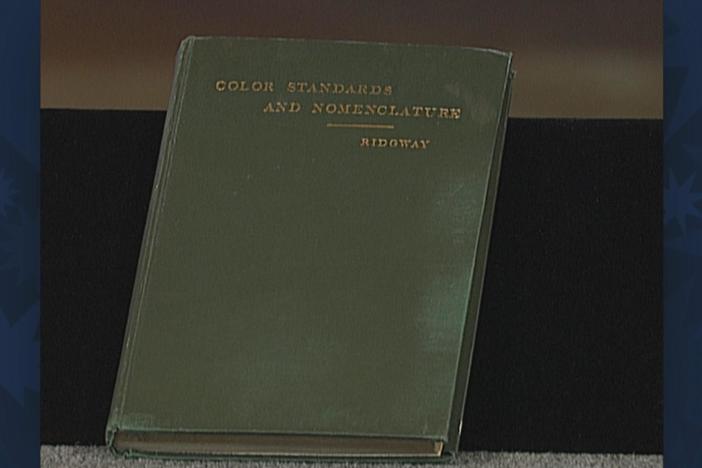 COLOR STANDARDS
AND NOMENCLATURE
RIDGWAY